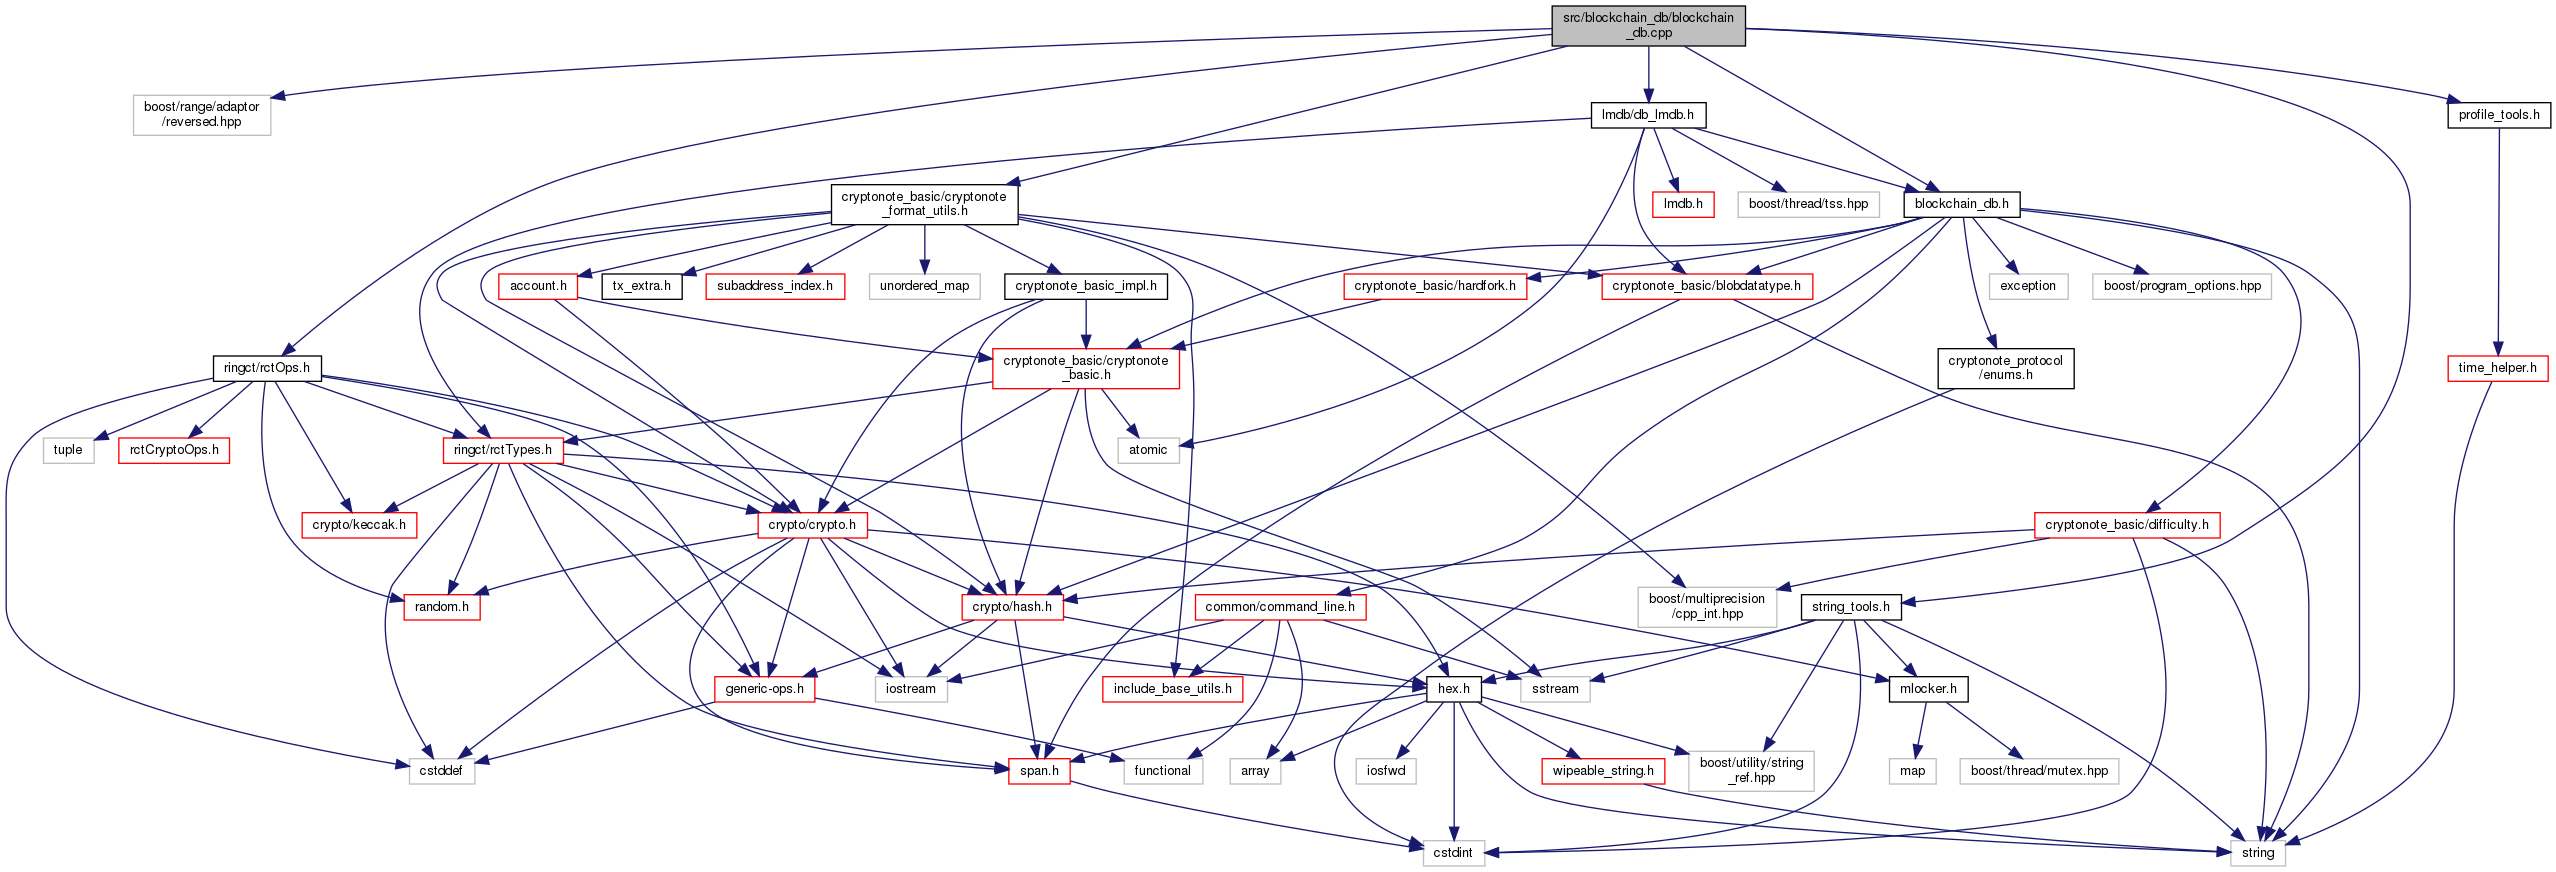 src/blockchain_db/blockchain
_db.cpp
boost/range/adaptor
/reversed.hpp
lmdb/db_lmdb.h
profile_tools.h
cryptonote_basic/cryptonote
_format_utils.h
lmdb.h
boost/thread/tss.hpp
blockchain_db.h
account.h
tx_extra.h
subaddress_index.h
unordered_map
cryptonote_basic_impl.h
cryptonote_basic/hardfork.h
cryptonote_basic/blobdatatype.h
exception
boost/program_options.hpp
ringct/rctOps.h
cryptonote_basic/cryptonote
_basic.h
cryptonote_protocol
/enums.h
time_helper.h
tuple
rctCryptoOps.h
ringct/rctTypes.h
atomic
crypto/keccak.h
crypto/crypto.h
cryptonote_basic/difficulty.h
random.h
crypto/hash.h
common/command_line.h
boost/multiprecision
/cpp_int.hpp
string_tools.h
generic-ops.h
iostream
include_base_utils.h
hex.h
sstream
mlocker.h
cstddef
span.h
functional
array
iosfwd
wipeable_string.h
boost/utility/string
_ref.hpp
map
boost/thread/mutex.hpp
cstdint
string